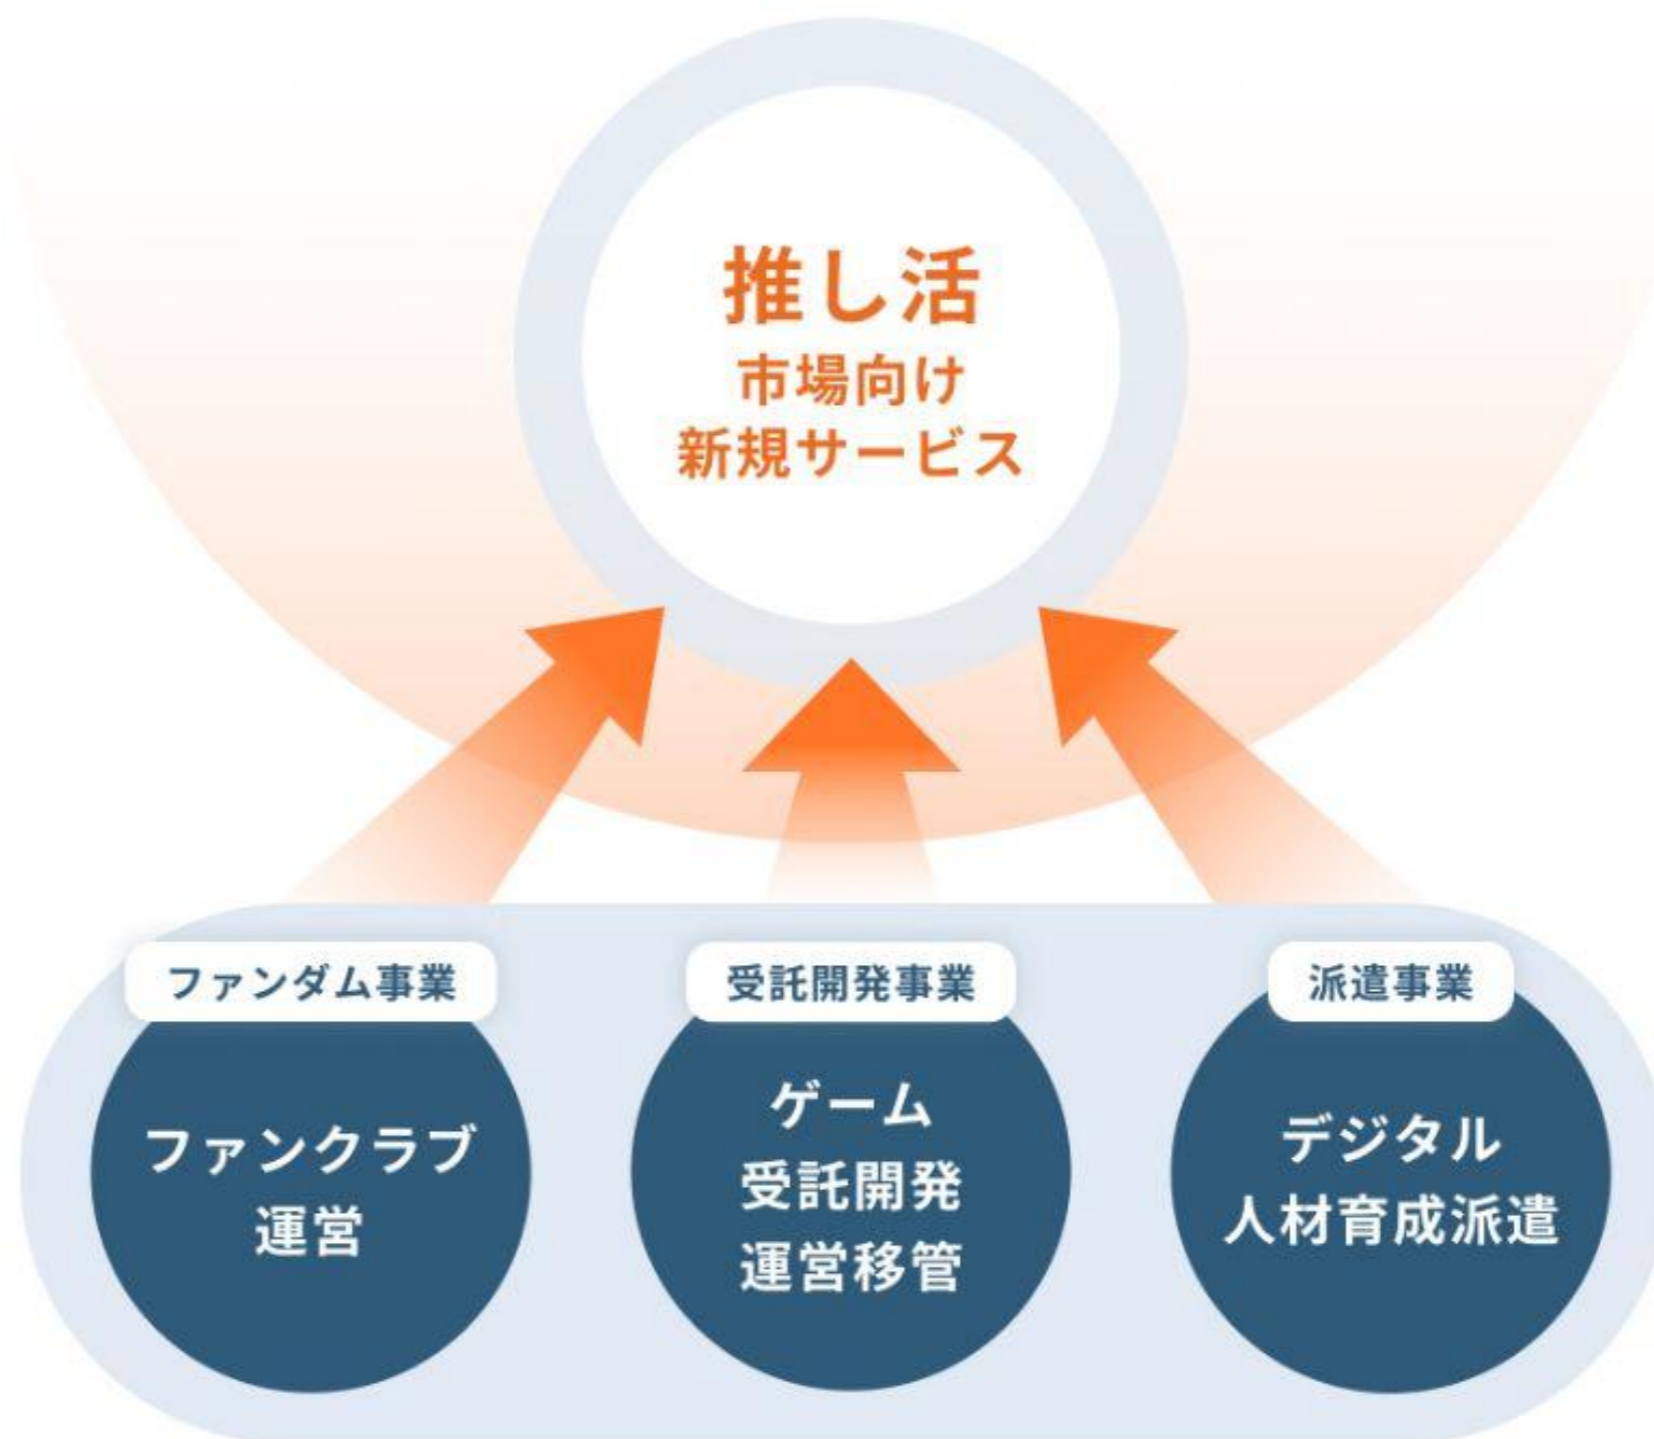 推し活
市場向け
新規サービス
ファンダム事業
ファンクラブ
運営
受託開発事業
ゲーム
受託開発
運営移管
派遣事業
デジタル
人材育成派遣